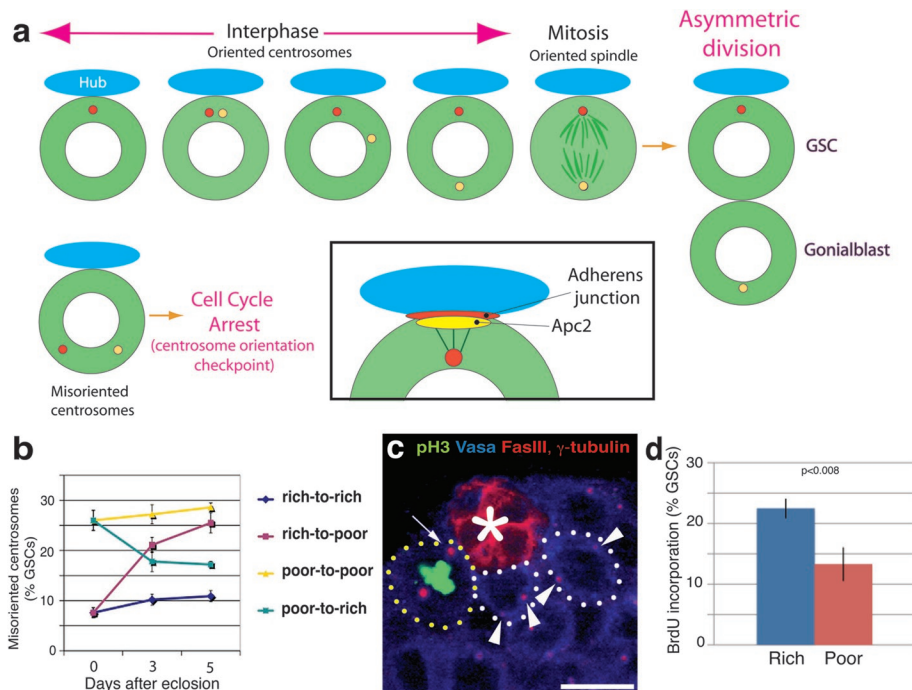 a
Interphase
Oriented centrosomes
Mitosis
Oriented spindle
Asymmetric
division
Hub
GSC
Gonialblast
Cell Cycle
Arrest
(centrosome orientation
checkpoint)
Misoriented
centrosomes
Adherens
junction
Apc2
b
Misoriented centrosomes
(% GSCs)
30
20
10
0
0 3 5
Days after eclosion
rich-to-rich
rich-to-poor
poor-to-poor
poor-to-rich
c
pH3 Vasa FasIII, γ-tubulin
*
d
BrdU incorporation (% GSCs)
30
20
10
0
p<0.008
Rich Poor